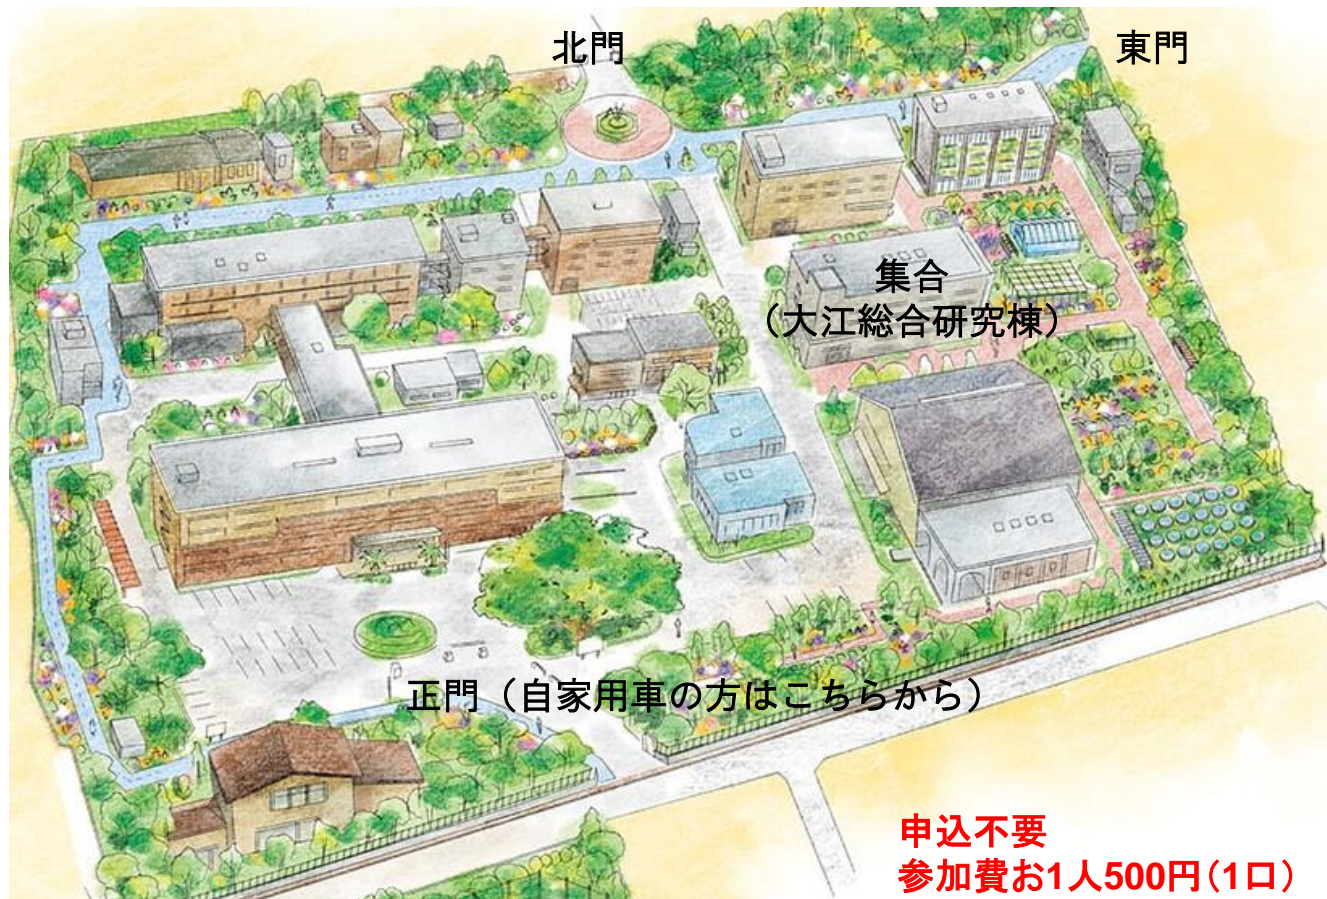 北門
東門
集合
（大江総合研究棟）
正門（自家用車の方はこちらから）
申込不要
参加費お1人500円（1口）